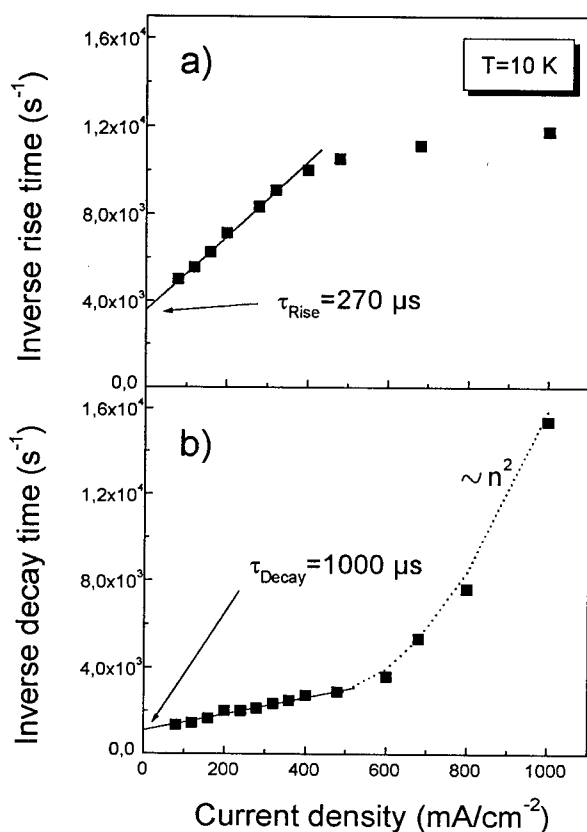 a)
T=10 K
Inverse rise time (s⁻¹)
1,6x10⁴
1,2x10⁴
8,0x10³
4,0x10³
0,0
τRise=270 µs
b)
Inverse decay time (s⁻¹)
1,6x10⁴
1,2x10⁴
8,0x10³
4,0x10³
0,0
~ n²
τDecay=1000 µs
0 200 400 600 800 1000
Current density (mA/cm⁻²)